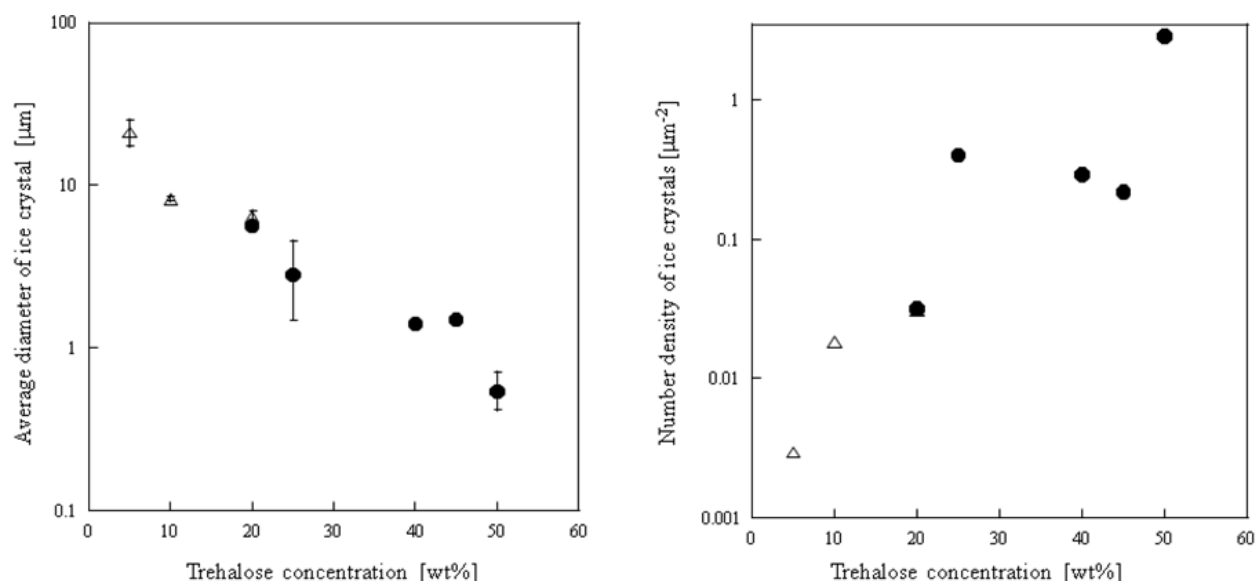 100
10
1
0.1
0 10 20 30 40 50 60
Average diameter of ice crystal [μm]
Trehalose concentration [wt%]
1
0.1
0.01
0.001
0 10 20 30 40 50 60
Number density of ice crystals [μm⁻²]
Trehalose concentration [wt%]